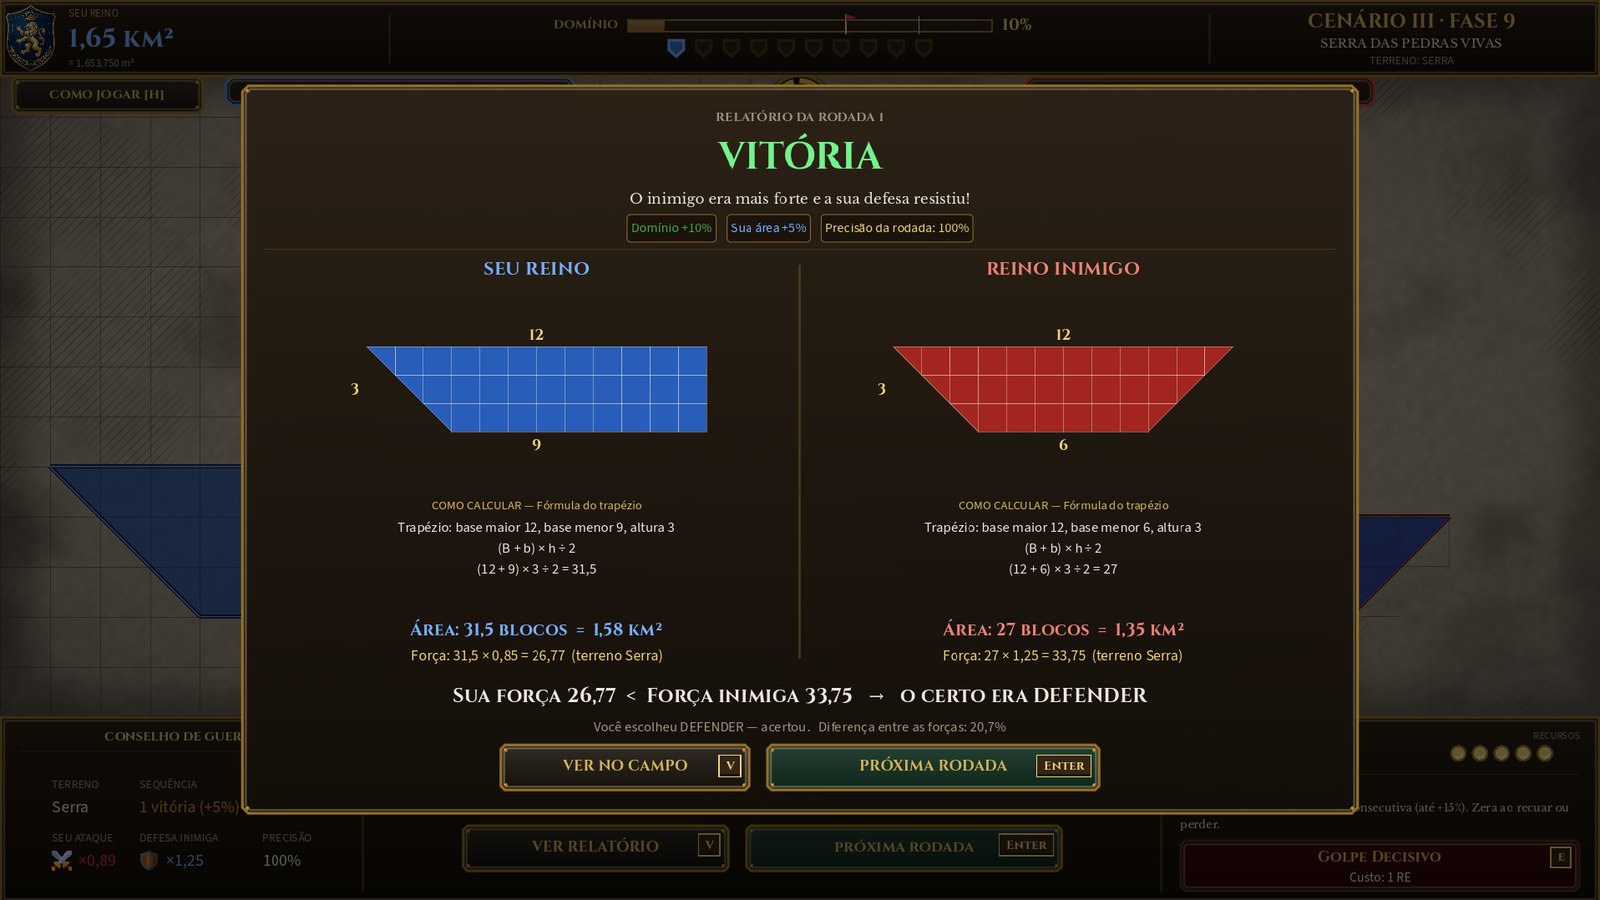 SEU REINO
1,65 KM²
= 1.653.750 m²
DOMÍNIO
10%
CENÁRIO III · FASE 9
SERRA DAS PEDRAS VIVAS
TERRENO: SERRA
COMO JOGAR [H]
RELATÓRIO DA RODADA 1
VITÓRIA
O inimigo era mais forte e a sua defesa resistiu!
Domínio +10%
Sua área +5%
Precisão da rodada: 100%
SEU REINO
REINO INIMIGO
12
3
9
12
3
6
COMO CALCULAR — Fórmula do trapézio
Trapézio: base maior 12, base menor 9, altura 3
(B + b) × h ÷ 2
(12 + 9) × 3 ÷ 2 = 31,5
COMO CALCULAR — Fórmula do trapézio
Trapézio: base maior 12, base menor 6, altura 3
(B + b) × h ÷ 2
(12 + 6) × 3 ÷ 2 = 27
ÁREA: 31,5 BLOCOS = 1,58 KM²
Força: 31,5 × 0,85 = 26,77 (terreno Serra)
ÁREA: 27 BLOCOS = 1,35 KM²
Força: 27 × 1,25 = 33,75 (terreno Serra)
SUA FORÇA 26,77 < FORÇA INIMIGA 33,75 → O CERTO ERA DEFENDER
Você escolheu DEFENDER — acertou. Diferença entre as forças: 20,7%
VER NO CAMPO V
PRÓXIMA RODADA ENTER
CONSELHO DE GUER
TERRENO
Serra
SEQUÊNCIA
1 vitória (+5%)
SEU ATAQUE
×0,89
DEFESA INIMIGA
×1,25
PRECISÃO
100%
VER RELATÓRIO V
PRÓXIMA RODADA ENTER
RECURSOS
nsecutiva (até +15%). Zera ao recuar ou
perder.
GOLPE DECISIVO E
Custo: 1 RE